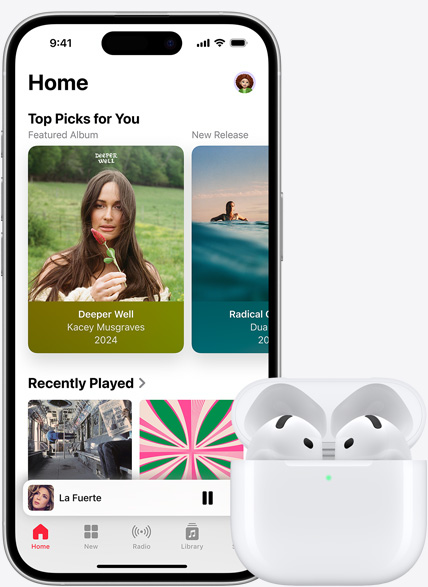 9:41
Home
Top Picks for You
Featured Album
New Release
DEEPER
WELL
Deeper Well
Kacey Musgraves
2024
Radical
Dua
20
Recently Played
La Fuerte
Home
New
Radio
Library